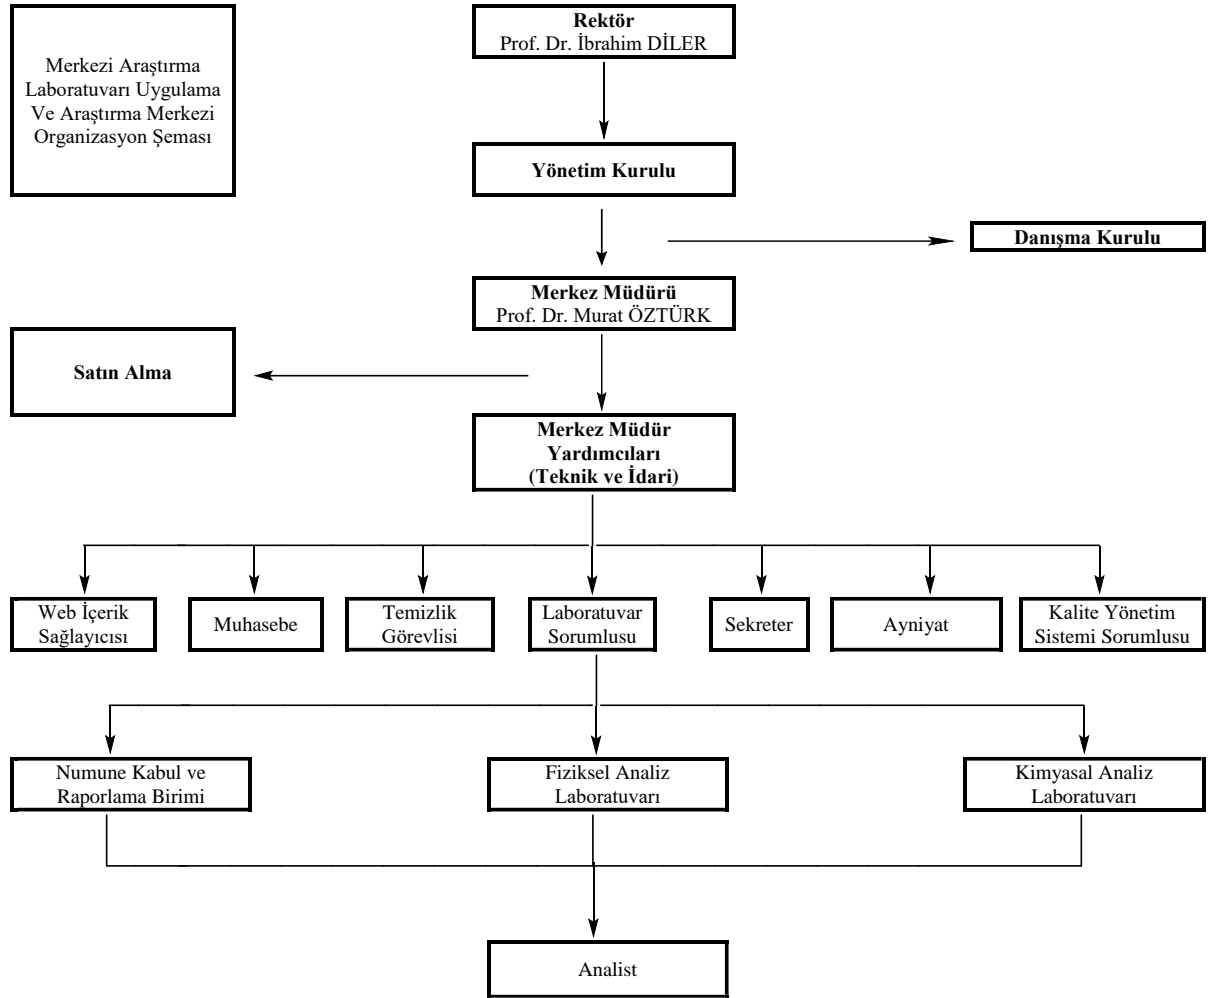 Merkezi Araştırma
Laboratuvarı Uygulama
Ve Araştırma Merkezi
Organizasyon Şeması
Rektör
Prof. Dr. İbrahim DİLER
Yönetim Kurulu
Danışma Kurulu
Merkez Müdürü
Prof. Dr. Murat ÖZTÜRK
Satın Alma
Merkez Müdür
Yardımcıları
(Teknik ve İdari)
Web İçerik
Sağlayıcısı
Muhasebe
Temizlik
Görevlisi
Laboratuvar
Sorumlusu
Sekreter
Ayniyat
Kalite Yönetim
Sistemi Sorumlusu
Numune Kabul ve
Raporlama Birimi
Fiziksel Analiz
Laboratuvarı
Kimyasal Analiz
Laboratuvarı
Analist